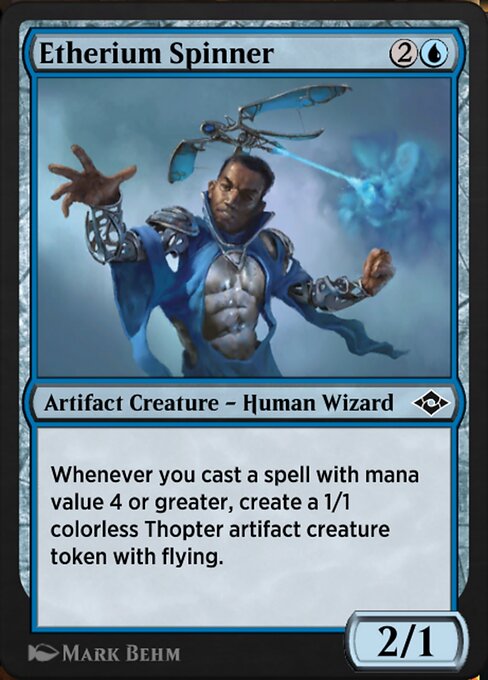 Etherium Spinner 2
Artifact Creature – Human Wizard
Whenever you cast a spell with mana
value 4 or greater, create a 1/1
colorless Thopter artifact creature
token with flying.
2/1
Mark Behm